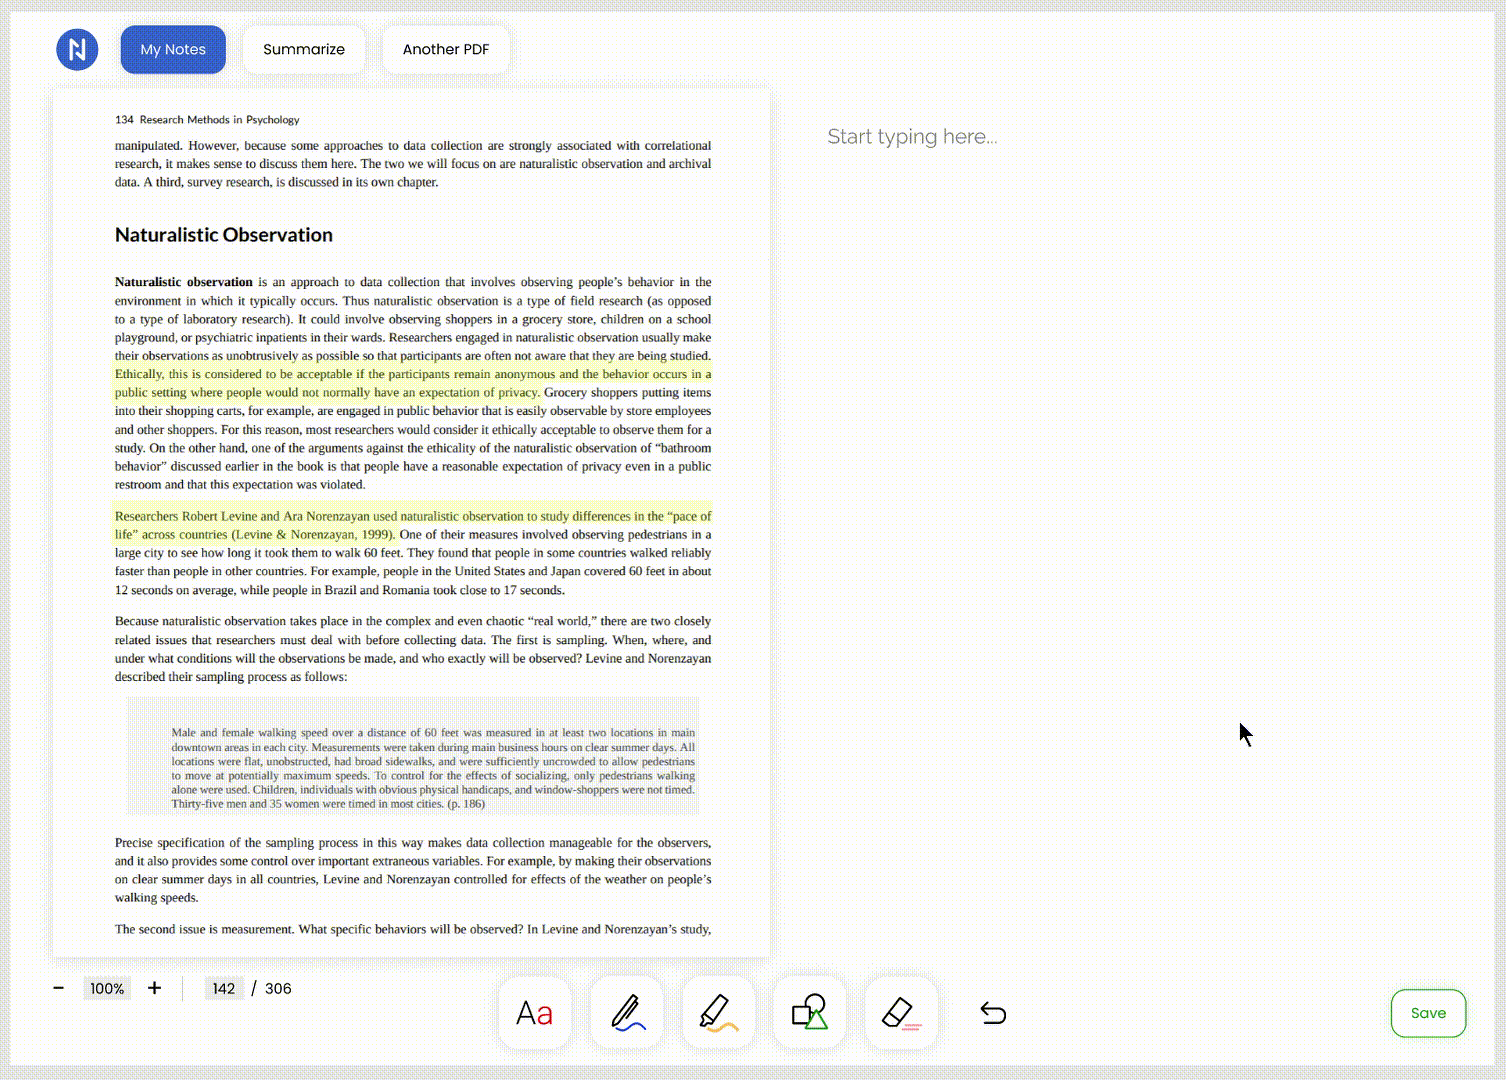 My Notes
Summarize
Another PDF
134 Research Methods in Psychology
manipulated. However, because some approaches to data collection are strongly associated with correlational
research, it makes sense to discuss them here. The two we will focus on are naturalistic observation and archival
data. A third, survey research, is discussed in its own chapter.
Naturalistic Observation
Naturalistic observation is an approach to data collection that involves observing people’s behavior in the
environment in which it typically occurs. Thus naturalistic observation is a type of field research (as opposed
to a type of laboratory research). It could involve observing shoppers in a grocery store, children on a school
playground, or psychiatric inpatients in their wards. Researchers engaged in naturalistic observation usually make
their observations as unobtrusively as possible so that participants are often not aware that they are being studied.
Ethically, this is considered to be acceptable if the participants remain anonymous and the behavior occurs in a
public setting where people would not normally have an expectation of privacy. Grocery shoppers putting items
into their shopping carts, for example, are engaged in public behavior that is easily observable by store employees
and other shoppers. For this reason, most researchers would consider it ethically acceptable to observe them for a
study. On the other hand, one of the arguments against the ethicality of the naturalistic observation of “bathroom
behavior” discussed earlier in the book is that people have a reasonable expectation of privacy even in a public
restroom and that this expectation was violated.
Researchers Robert Levine and Ara Norenzayan used naturalistic observation to study differences in the “pace of
life” across countries (Levine & Norenzayan, 1999). One of their measures involved observing pedestrians in a
large city to see how long it took them to walk 60 feet. They found that people in some countries walked reliably
faster than people in other countries. For example, people in the United States and Japan covered 60 feet in about
12 seconds on average, while people in Brazil and Romania took close to 17 seconds.
Because naturalistic observation takes place in the complex and even chaotic “real world,” there are two closely
related issues that researchers must deal with before collecting data. The first is sampling. When, where, and
under what conditions will the observations be made, and who exactly will be observed? Levine and Norenzayan
described their sampling process as follows:
Male and female walking speed over a distance of 60 feet was measured in at least two locations in main
downtown areas in each city. Measurements were taken during main business hours on clear summer days. All
locations were flat, unobstructed, had broad sidewalks, and were sufficiently uncrowded to allow pedestrians
to move at potentially maximum speeds. To control for the effects of socializing, only pedestrians walking
alone were used. Children, individuals with obvious physical handicaps, and window-shoppers were not timed.
Thirty-five men and 35 women were timed in most cities. (p. 186)
Precise specification of the sampling process in this way makes data collection manageable for the observers,
and it also provides some control over important extraneous variables. For example, by making their observations
on clear summer days in all countries, Levine and Norenzayan controlled for effects of the weather on people’s
walking speeds.
The second issue is measurement. What specific behaviors will be observed? In Levine and Norenzayan’s study,
Start typing here...
− 100% +
142 / 306
Aa
Save